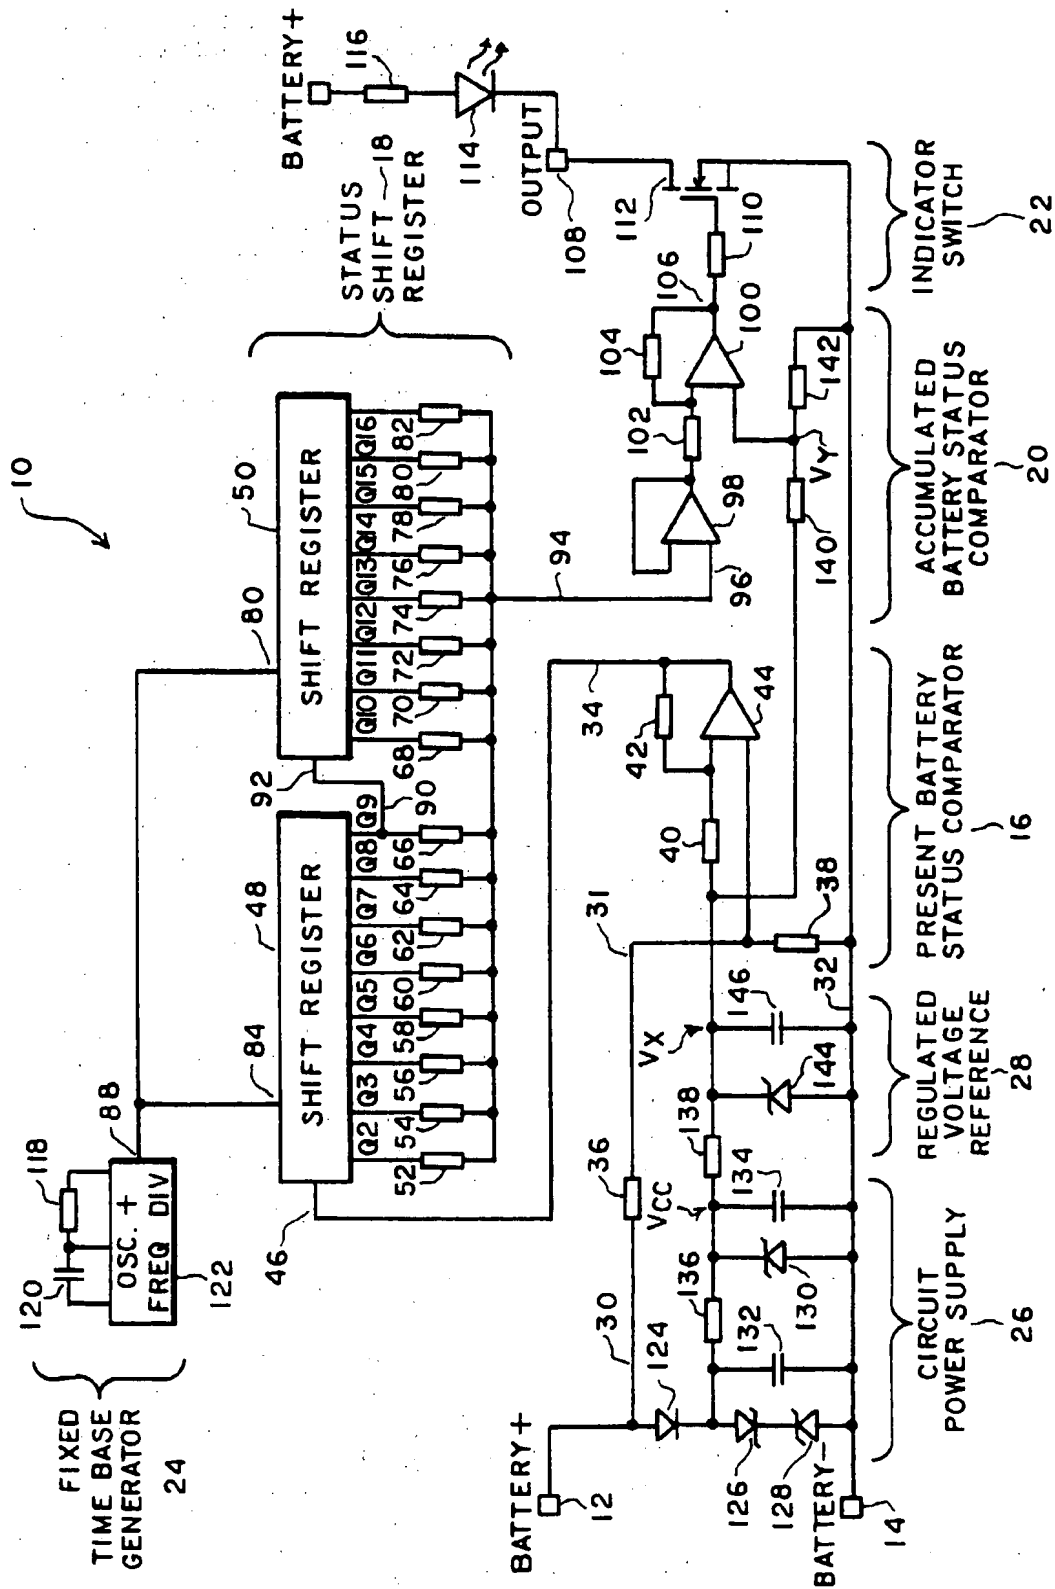 10
FIXED
TIME BASE
GENERATOR
24
120
118
OSC. +
FREQ DIV
122
88
84
48
SHIFT REGISTER
46
Q2 Q3 Q4 Q5 Q6 Q7 Q8 Q9
52 54 56 58 60 62 64 66
90
92
80
50
SHIFT REGISTER
Q10 Q11 Q12 Q13 Q14 Q15 Q16
68 70 72 74 76 78 80 82
STATUS
SHIFT 18
REGISTER
BATTERY+
116
114
OUTPUT
108
94
96
98
102
104
100
106
110
112
BATTERY+
12
30
124
126
128
BATTERY-
14
132
136
130
VCC
134
138
36
31
VX
144
146
32
38
40
42
44
34
140
VY
142
CIRCUIT
POWER SUPPLY
26
REGULATED
VOLTAGE
REFERENCE
28
PRESENT BATTERY
STATUS COMPARATOR
16
ACCUMULATED
BATTERY STATUS
COMPARATOR
20
INDICATOR
SWITCH
22